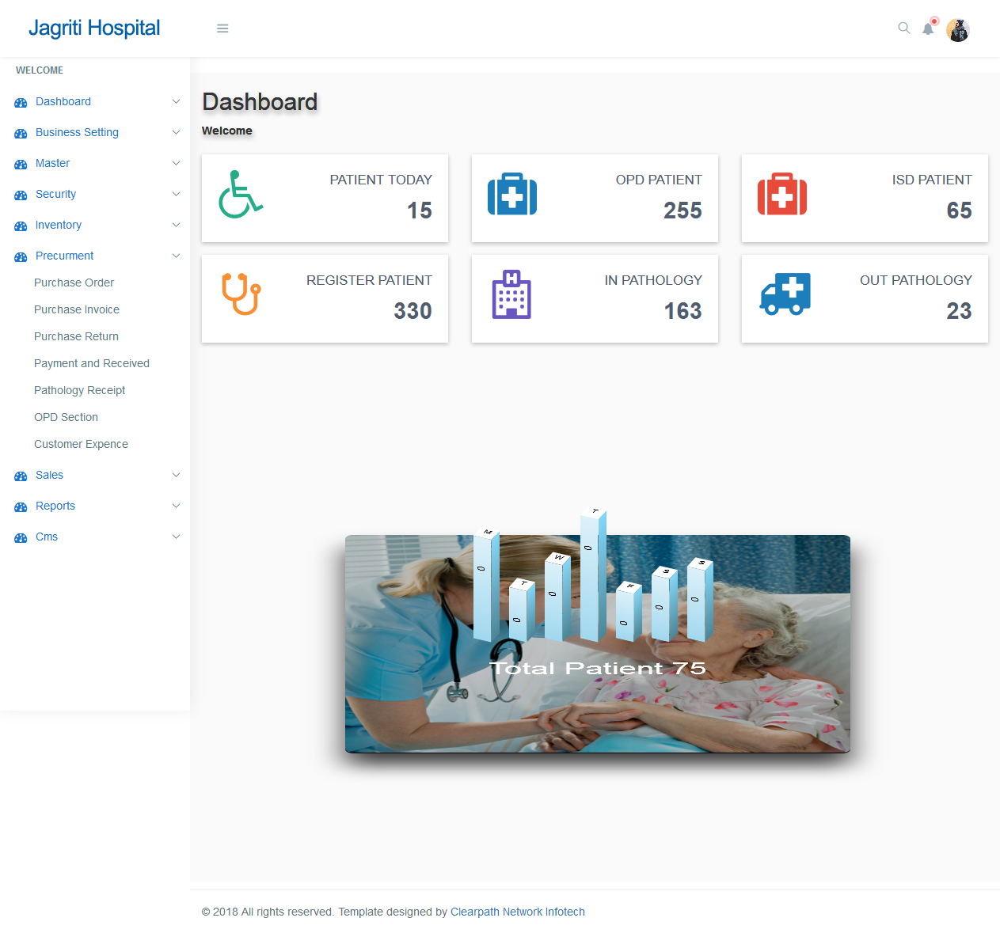 Jagriti Hospital
WELCOME
Dashboard
Business Setting
Master
Security
Inventory
Precurment
Purchase Order
Purchase Invoice
Purchase Return
Payment and Received
Pathology Receipt
OPD Section
Customer Expence
Sales
Reports
Cms
Dashboard
Welcome
PATIENT TODAY
15
OPD PATIENT
255
ISD PATIENT
65
REGISTER PATIENT
330
H
IN PATHOLOGY
163
OUT PATHOLOGY
23
M
T
W
T
F
S
S
0
0
0
0
0
0
0
Total Patient 75
© 2018 All rights reserved. Template designed by Clearpath Network Infotech